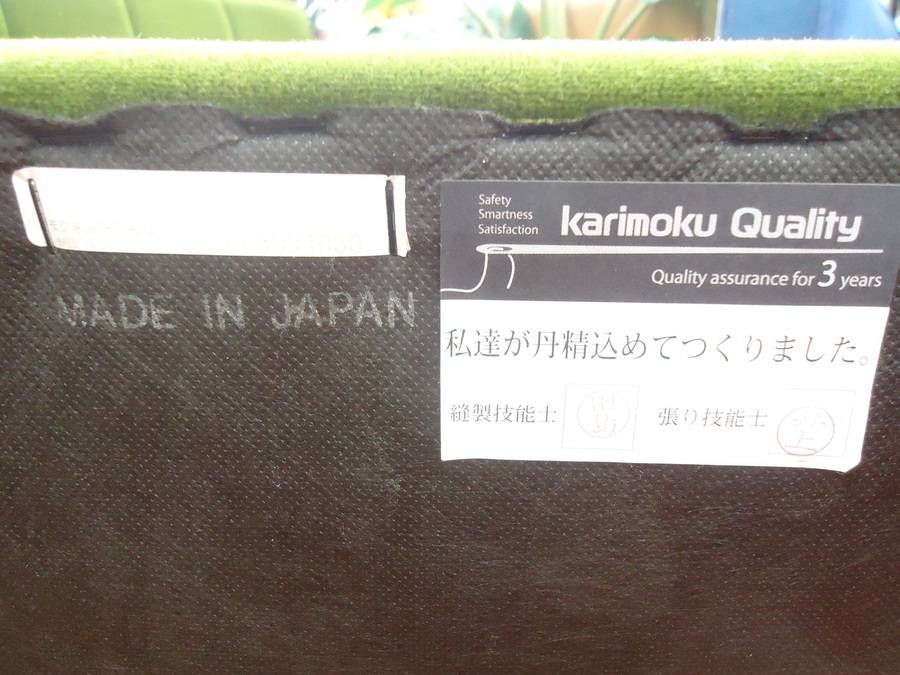 MADE IN JAPAN
Safety
Smartness
Satisfaction
karimoku Quality
Quality assurance for 3 years
私達が丹精込めてつくりました。
縫製技能士
張り技能士